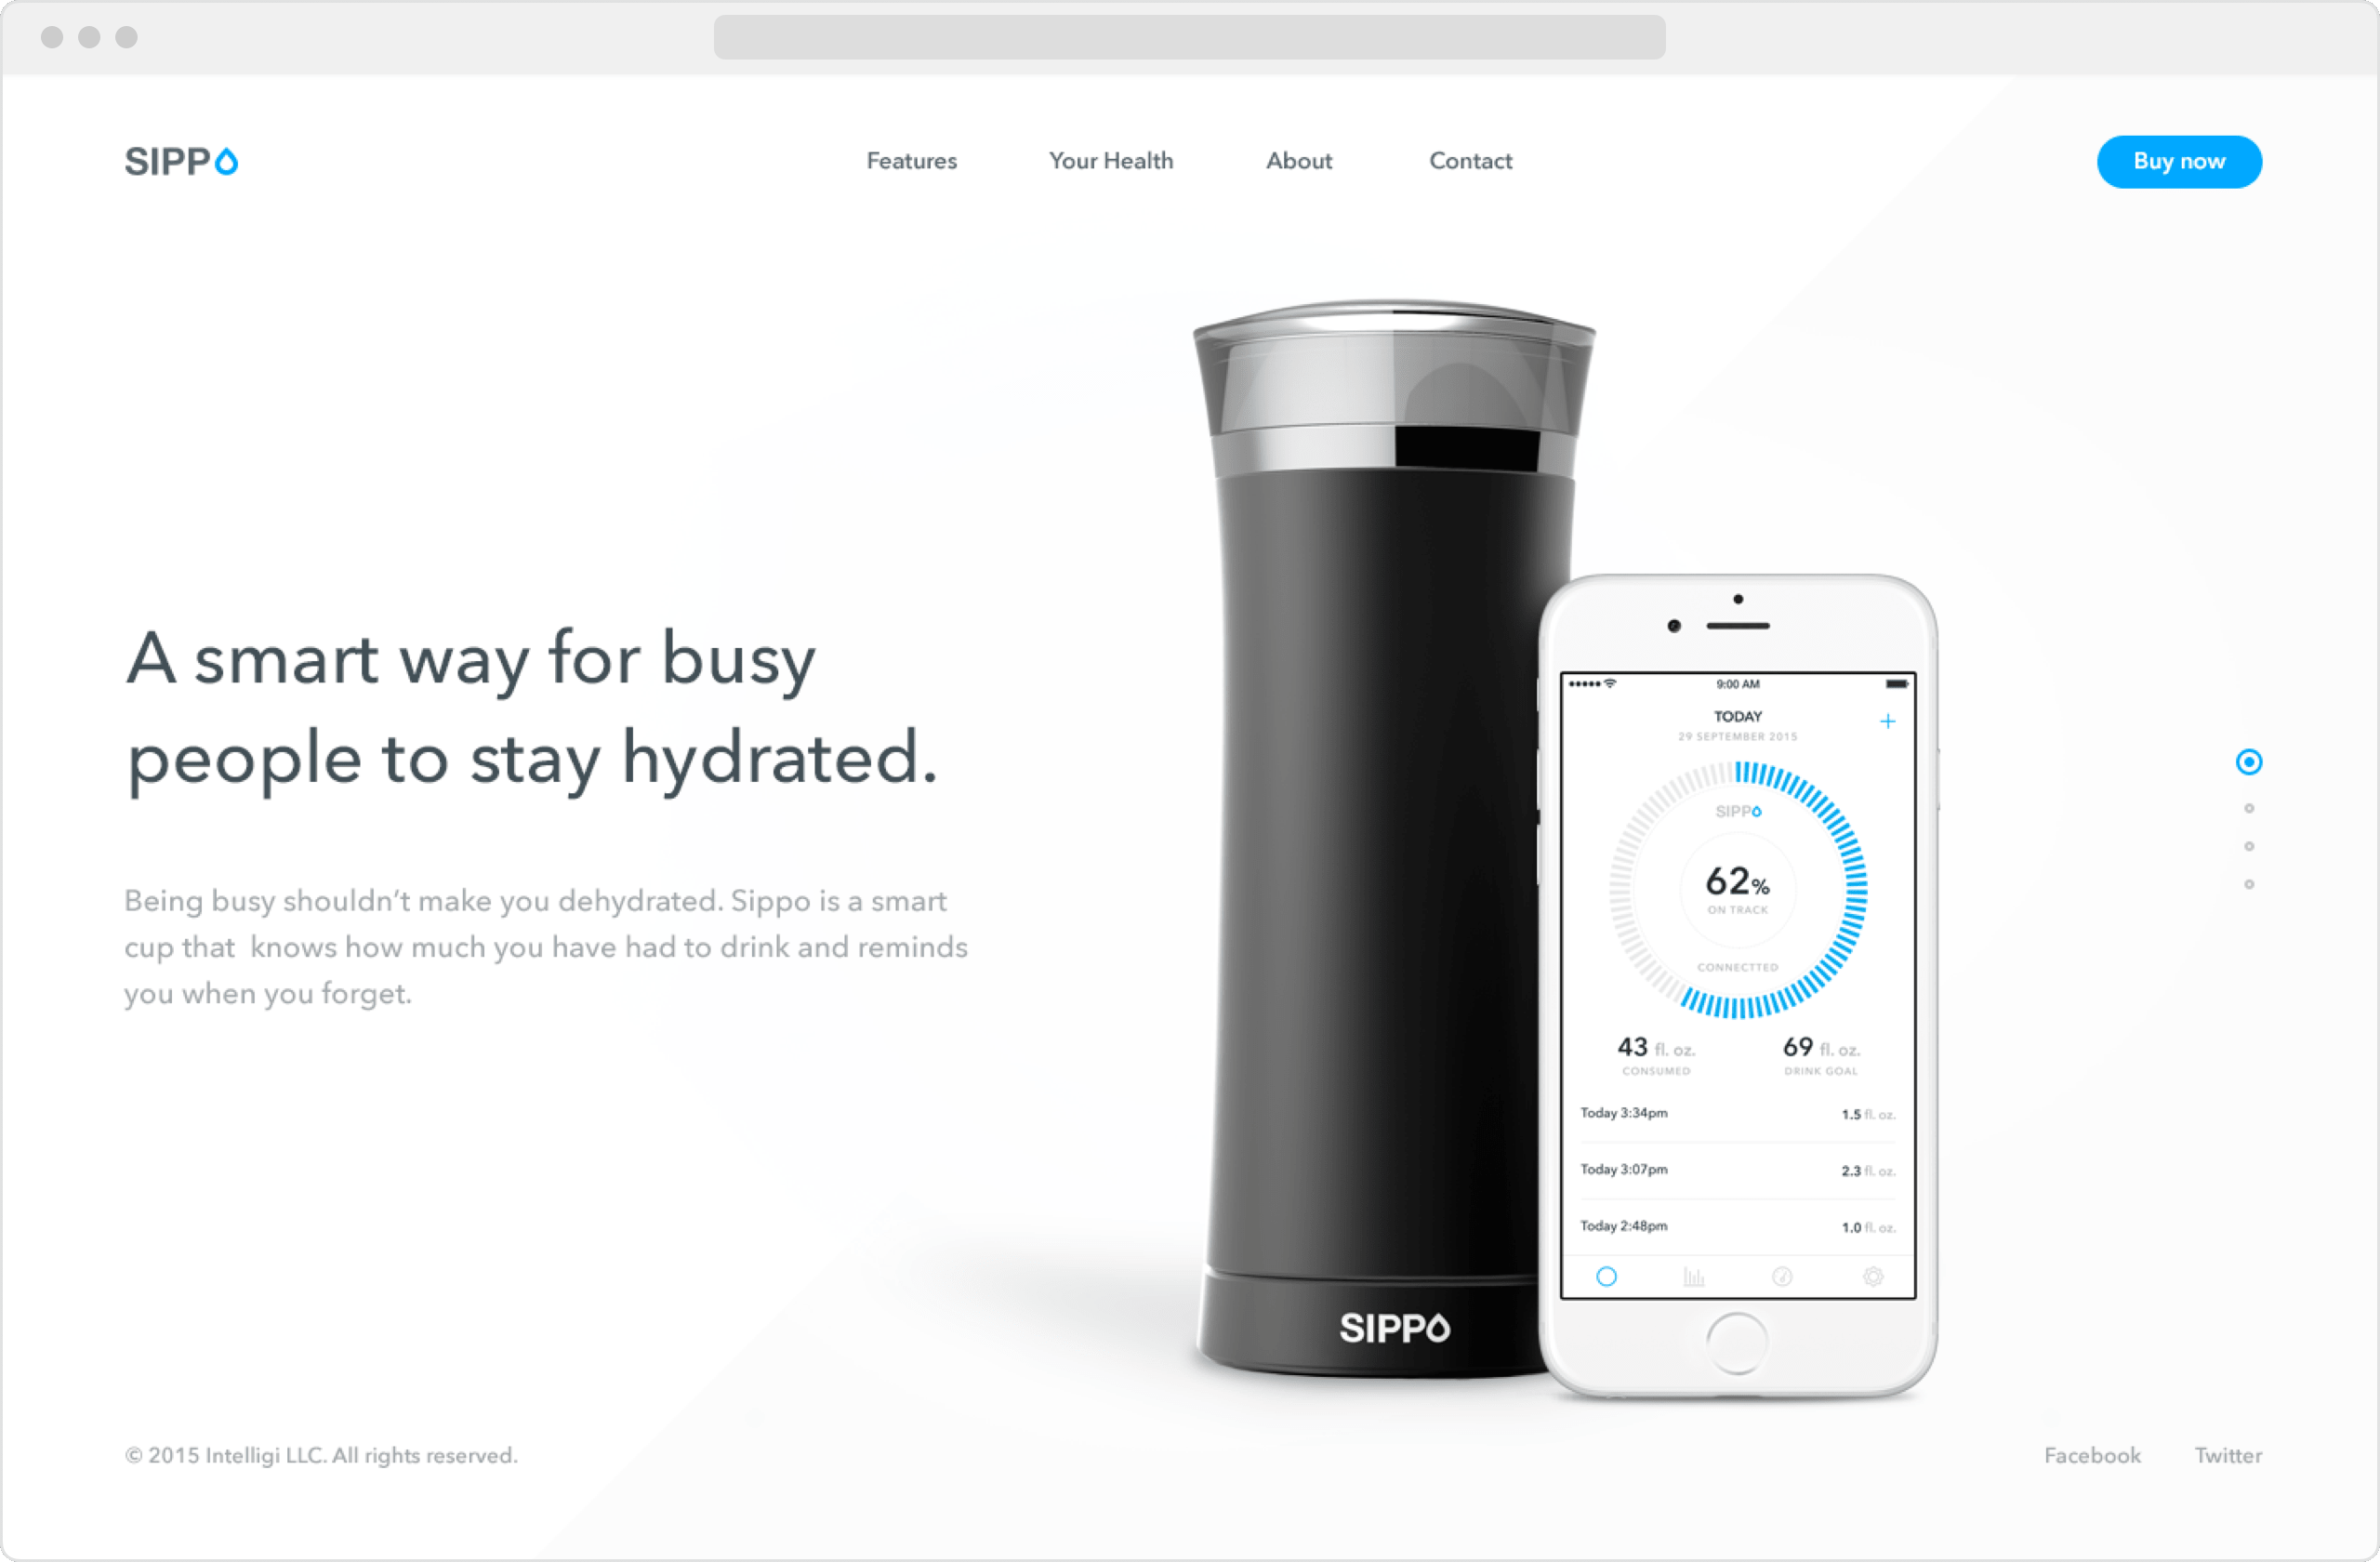 SIPPO
Features Your Health About Contact
Buy now
A smart way for busy
people to stay hydrated.
Being busy shouldn't make you dehydrated. Sippo is a smart
cup that  knows how much you have had to drink and reminds
you when you forget.
9:00 AM
TODAY
29 SEPTEMBER 2015
+
SIPPO
62%
ON TRACK
CONNECTTED
43 fl. oz. 69 fl. oz.
CONSUMED DRINK GOAL
Today 3:34pm 1.5 fl. oz.
Today 3:07pm 2.3 fl. oz.
Today 2:48pm 1.0 fl. oz.
SIPPO
© 2015 Intelligi LLC. All rights reserved.
Facebook Twitter